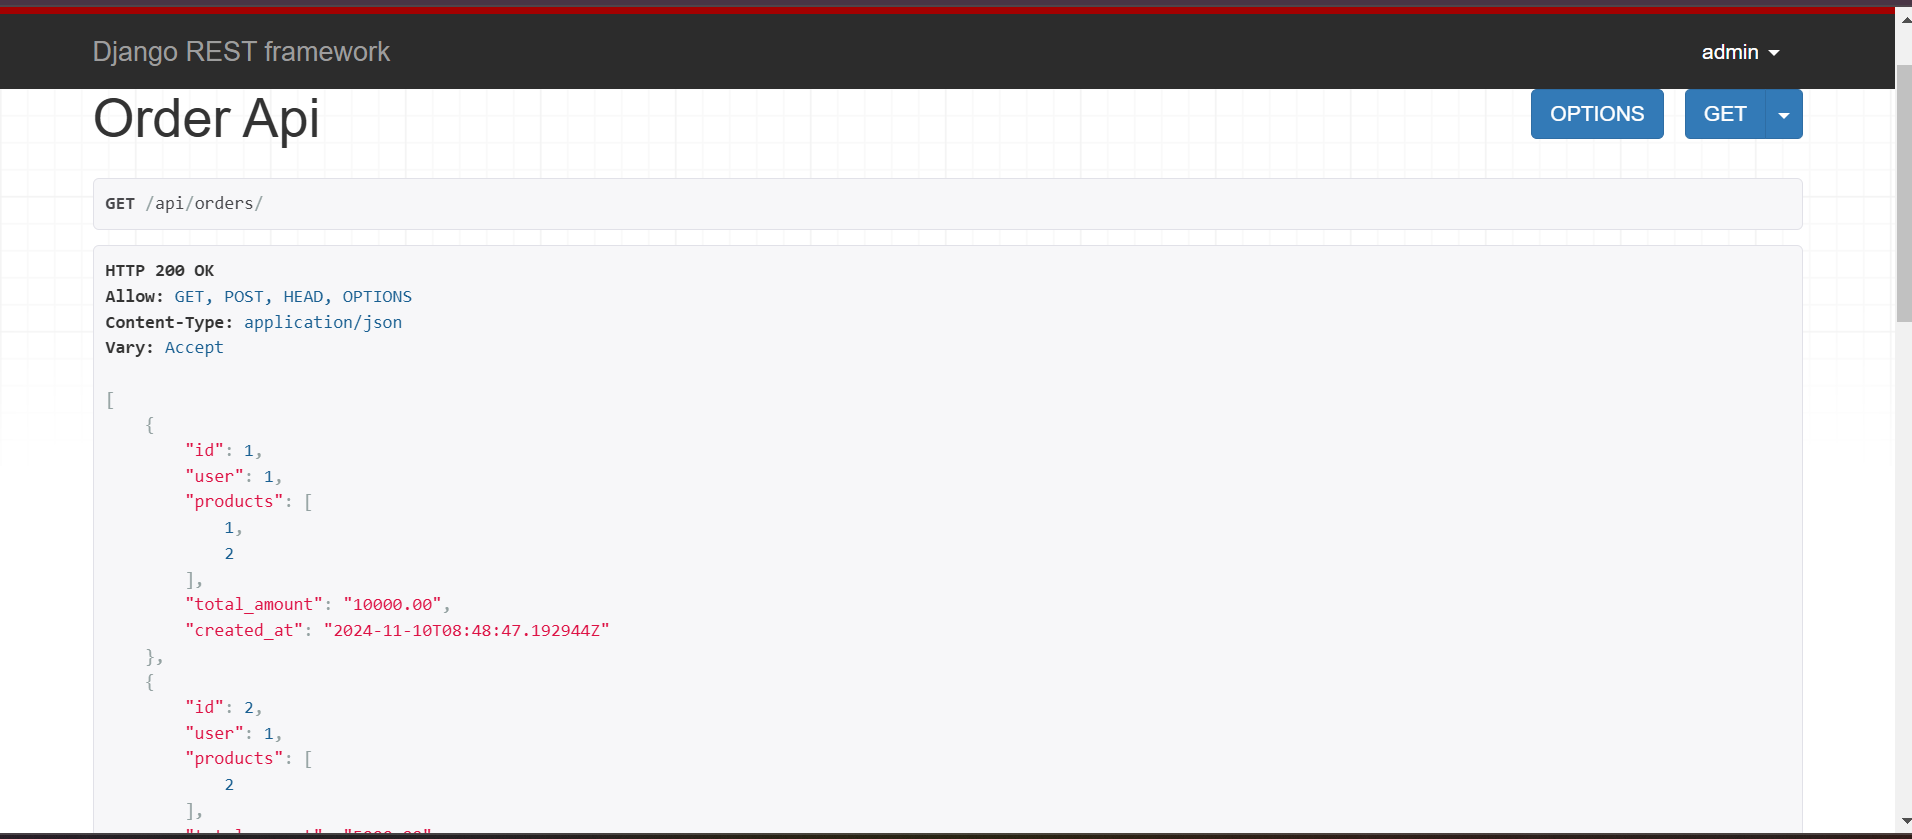 Django REST framework
admin
Order Api
OPTIONS
GET
GET /api/orders/
HTTP 200 OK
Allow: GET, POST, HEAD, OPTIONS
Content-Type: application/json
Vary: Accept
[
    {
        "id": 1,
        "user": 1,
        "products": [
            1,
            2
        ],
        "total_amount": "10000.00",
        "created_at": "2024-11-10T08:48:47.192944Z"
    },
    {
        "id": 2,
        "user": 1,
        "products": [
            2
        ],